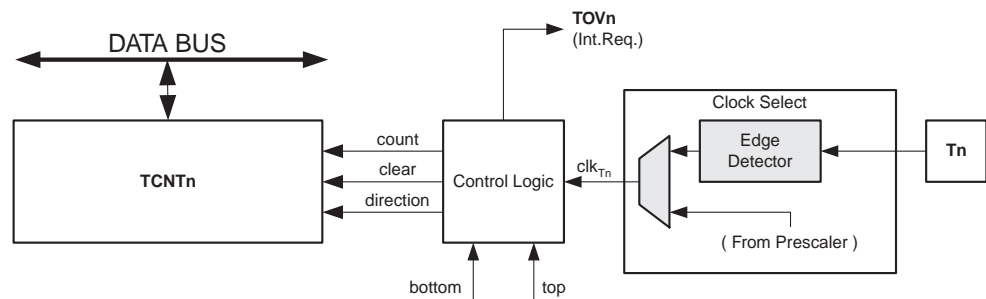 TOVn
(Int.Req.)
DATA BUS
Clock Select
count
Edge
Detector
Tn
TCNTn
clear
Control Logic
clkTn
direction
( From Prescaler )
bottom
top